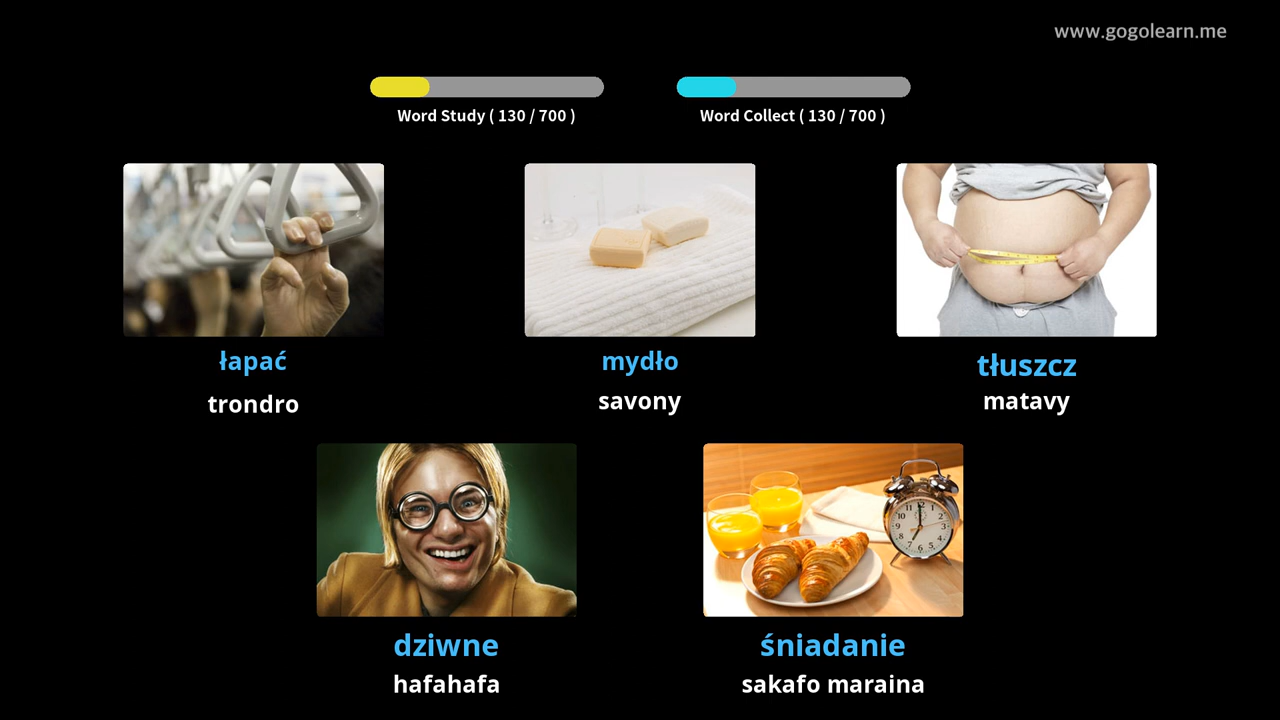 www.gogolearn.me
Word Study ( 130 / 700 )
Word Collect ( 130 / 700 )
łapać
trondro
mydło
savony
tłuszcz
matavy
dziwne
hafahafa
śniadanie
sakafo maraina